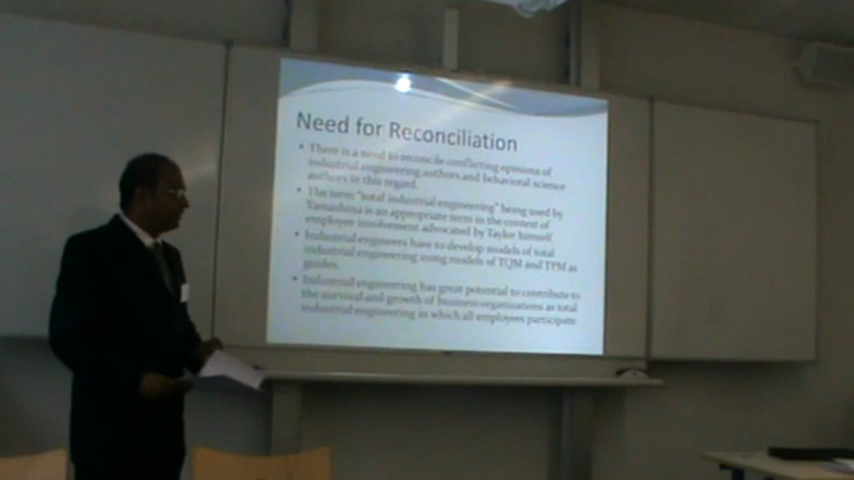 Need for Reconciliation
• There is a need to reconcile conflicting opinions of
industrial engineering authors and behavioral science
authors in this regard.
• The term "total industrial engineering" being used by
Yamashina is an appropriate term in the context of
employee involvement advocated by Taylor himself.
• Industrial engineers have to develop models of total
industrial engineering using models of TQM and TPM as
guides.
• Industrial engineering has great potential to contribute to
the survival and growth of business organisations as total
industrial engineering in which all employees participate.